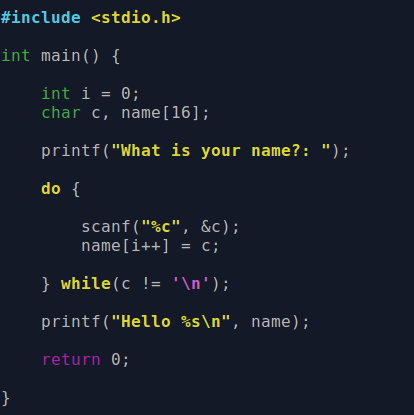 #include <stdio.h>
int main() {
    int i = 0;
    char c, name[16];
    printf("What is your name?: ");
    do {
        scanf("%c", &c);
        name[i++] = c;
    } while(c != '\n');
    printf("Hello %s\n", name);
    return 0;
}